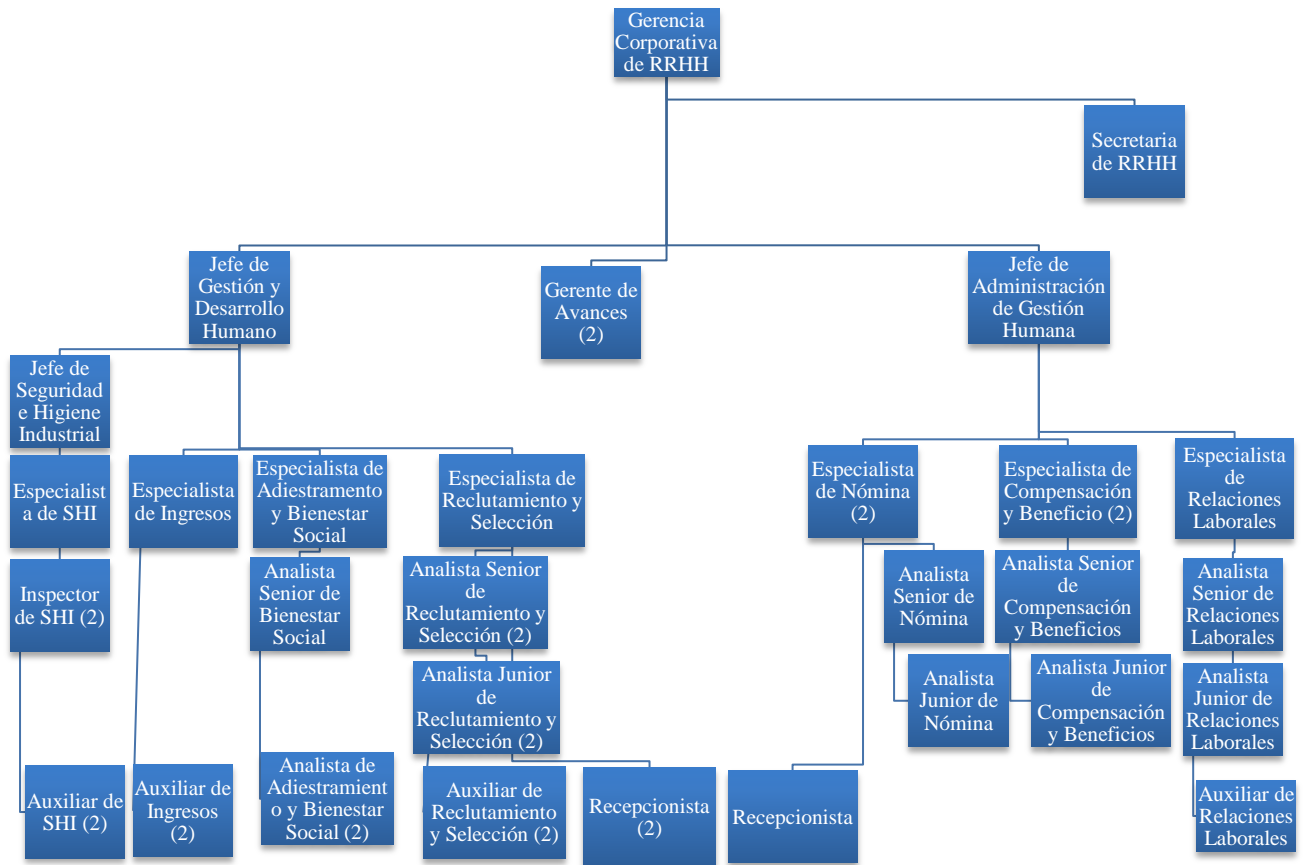 Gerencia
Corporativa
de RRHH
Secretaria
de RRHH
Jefe de
Gestión y
Desarrollo
Humano
Gerente de
Avances
(2)
Jefe de
Administración
de Gestión
Humana
Jefe de
Seguridad
e Higiene
Industrial
Especialist
a de SHI
Especialista
de Ingresos
Especialista de
Adiestramento
y Bienestar
Social
Especialista de
Reclutamiento y
Selección
Especialista
de Nómina
(2)
Especialista de
Compensación
y Beneficio (2)
Especialista
de
Relaciones
Laborales
Inspector
de SHI (2)
Analista
Senior de
Bienestar
Social
Analista Senior
de
Reclutamiento y
Selección (2)
Analista
Senior de
Nómina
Analista Senior
de
Compensación
y Beneficios
Analista
Senior de
Relaciones
Laborales
Analista Junior
de
Reclutamiento y
Selección (2)
Analista
Junior de
Nómina
Analista Junior
de
Compensación
y Beneficios
Analista
Junior de
Relaciones
Laborales
Auxiliar de
SHI (2)
Auxiliar de
Ingresos
(2)
Analista de
Adiestramient
o y Bienestar
Social (2)
Auxiliar de
Reclutamiento
y Selección (2)
Recepcionista
(2)
Recepcionista
Auxiliar de
Relaciones
Laborales